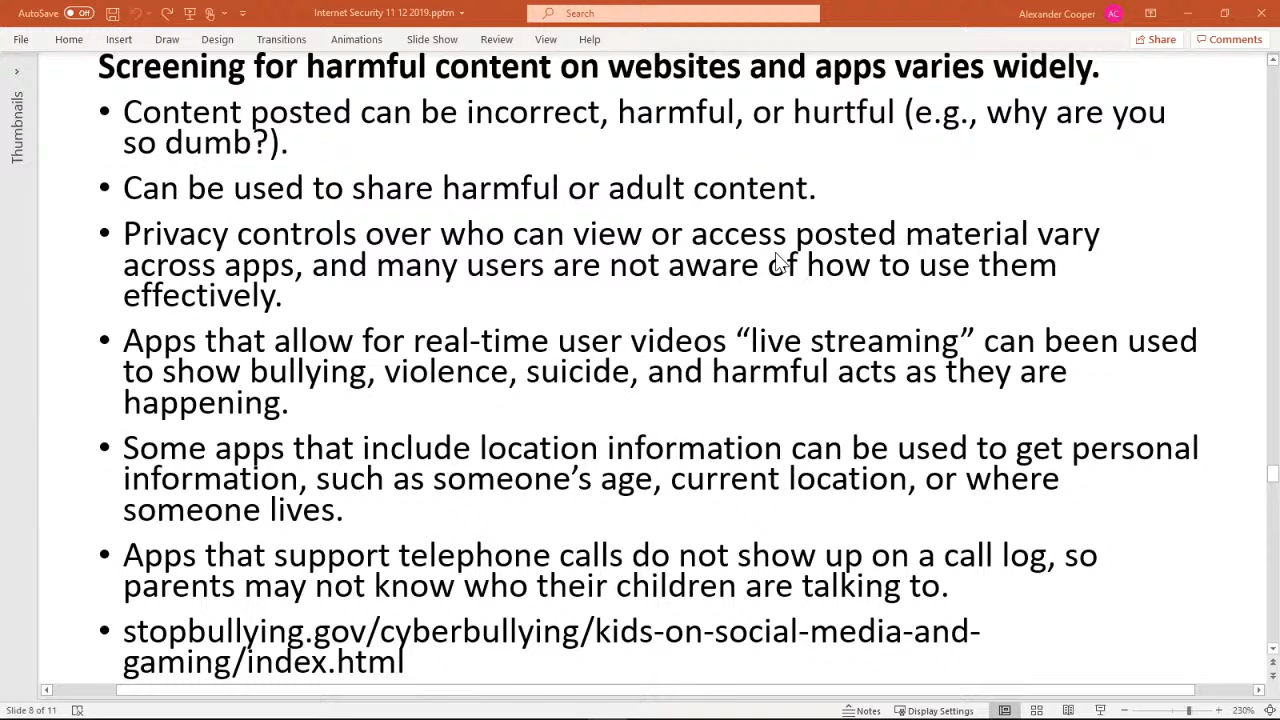 AutoSave Off Internet Security 11 12 2019.pptm Search Alexander Cooper AC
File Home Insert Draw Design Transitions Animations Slide Show Review View Help Share Comments
Thumbnails
Screening for harmful content on websites and apps varies widely.
• Content posted can be incorrect, harmful, or hurtful (e.g., why are you
so dumb?).
• Can be used to share harmful or adult content.
• Privacy controls over who can view or access posted material vary
across apps, and many users are not aware of how to use them
effectively.
• Apps that allow for real-time user videos “live streaming” can been used
to show bullying, violence, suicide, and harmful acts as they are
happening.
• Some apps that include location information can be used to get personal
information, such as someone’s age, current location, or where
someone lives.
• Apps that support telephone calls do not show up on a call log, so
parents may not know who their children are talking to.
• stopbullying.gov/cyberbullying/kids-on-social-media-and-
gaming/index.html
Slide 8 of 11 Notes Display Settings 230%